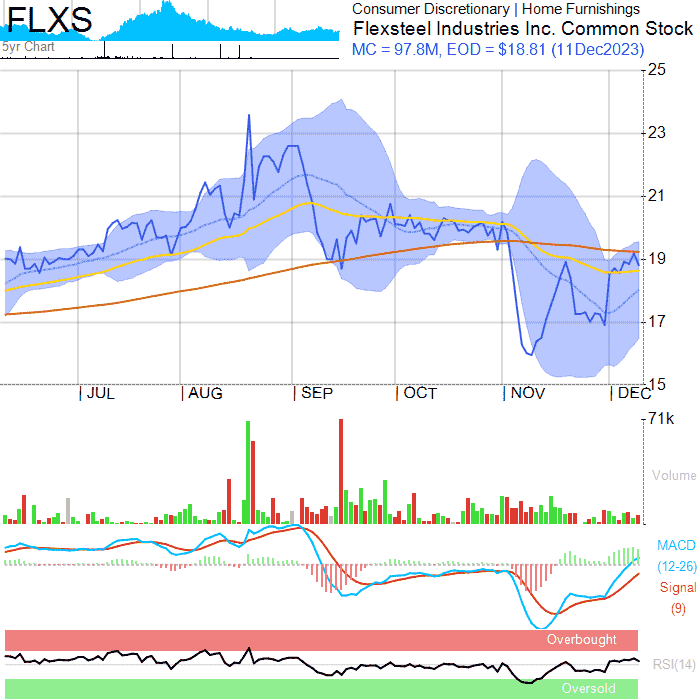 FLXS
5yr Chart
Consumer Discretionary | Home Furnishings
Flexsteel Industries Inc. Common Stock
MC = 97.8M, EOD = $18.81 (11Dec2023)
25
23
21
19
17
15
JUL
AUG
SEP
OCT
NOV
DEC
71k
Volume
MACD
(12-26)
Signal
(9)
Overbought
RSI(14)
Oversold